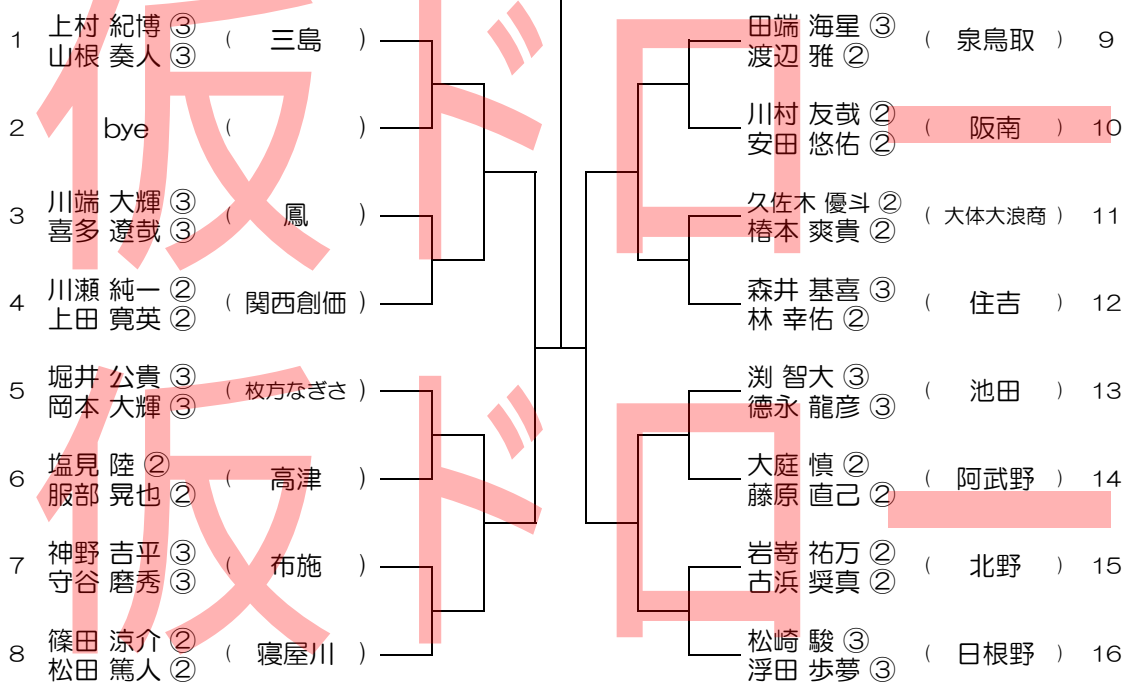 1 上村 紀博 ③ ( 三島 )
山根 奏人 ③
2 bye ( )
3 川端 大輝 ③ ( 鳳 )
喜多 遼哉 ③
4 川瀬 純一 ② ( 関西創価 )
上田 寛英 ②
5 堀井 公貴 ③ ( 枚方なぎさ )
岡本 大輝 ③
6 塩見 陸 ② ( 高津 )
服部 晃也 ②
7 神野 吉平 ③ ( 布施 )
守谷 磨秀 ③
8 篠田 涼介 ② ( 寝屋川 )
松田 篤人 ②
田端 海星 ③ ( 泉鳥取 ) 9
渡辺 雅 ②
川村 友哉 ② ( 阪南 ) 10
安田 悠佑 ②
久佐木 優斗 ② ( 大体大浪商 ) 11
椿本 爽貴 ②
森井 基喜 ③ ( 住吉 ) 12
林 幸佑 ②
渕 智大 ③ ( 池田 ) 13
德永 龍彦 ③
大庭 慎 ② ( 阿武野 ) 14
藤原 直己 ②
岩嵜 祐万 ② ( 北野 ) 15
古浜 奨真 ②
松崎 駿 ③ ( 日根野 ) 16
浮田 歩夢 ③
仮ドロー
仮ドロー